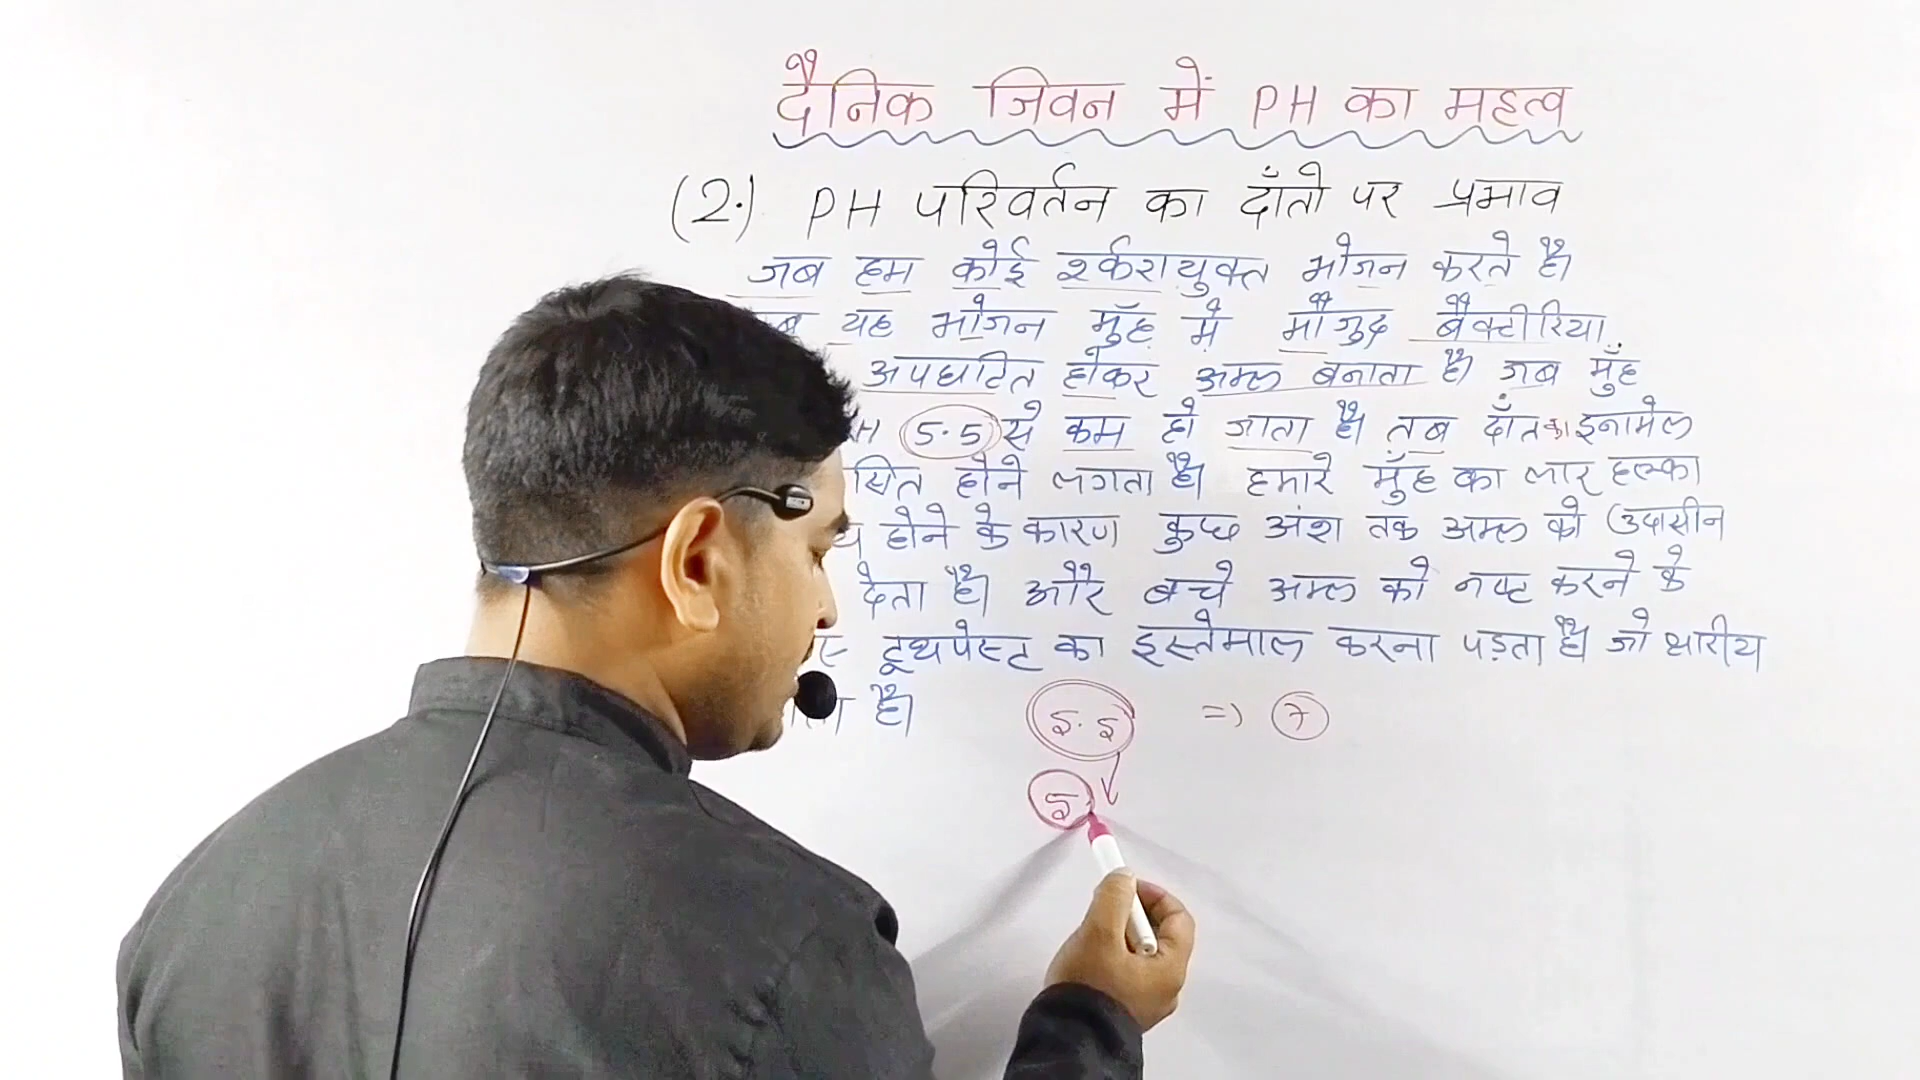 दैनिक जिवन में PH का महत्व
(2.) PH परिवर्तन का दाँतो पर प्रभाव
जब हम कोई शर्करायुक्त भोजन करते है।
यह भोजन मुँह मे मौजुद बैक्टीरिया
अपघटित होकर अम्ल बनाता है। जब मुँह
5.5 से कम हो जाता है। तब दाँत का इनामेल
होने लगता है। हमारे मुँह का लार हल्का
होने के कारण कुछ अंश तक अम्ल को (उदासीन
देता है। और बचे अम्ल को नष्ट करने के
टूथपेस्ट का इस्तेमाल करना पड़ता है। जो क्षारीय
है।
5.5 => 7
5.